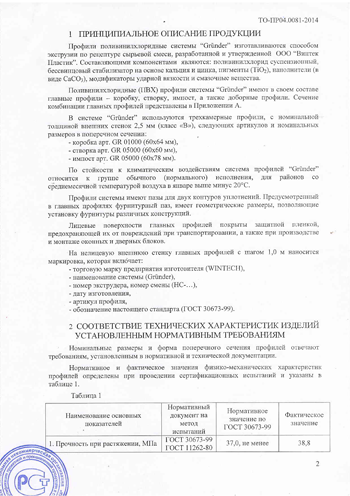 ТО-ПР04.0081-2014
1 ПРИНЦИПИАЛЬНОЕ ОПИСАНИЕ ПРОДУКЦИИ
Профили поливинилхлоридные системы "Gründer" изготавливаются способом
экструзии по рецептуре сырьевой смеси, разработанной и утвержденной ООО "Винтек
Пластик". Составляющими компонентами являются: поливинилхлорид суспензионный,
бессвинцовый стабилизатор на основе кальция и цинка, пигменты (TiO₂), наполнители (в
виде CaCO₃), модификаторы ударной вязкости и смазочные вещества.
Поливинилхлоридные (ПВХ) профили системы "Gründer" имеют в своем составе
главные профили – коробку, створку, импост, а также доборные профили. Сечение
комбинации главных профилей представлены в Приложении А.
В системе "Gründer" используются трехкамерные профили, с номинальной
толщиной внешних стенок 2,5 мм (класс «В»), следующих артикулов и номинальных
размеров в поперечном сечении:
- коробка арт. GR 01000 (60x64 мм),
- створка арт. GR 05000 (60x60 мм),
- импост арт. GR 05000 (60x78 мм).
По стойкости к климатическим воздействиям системе профилей "Gründer"
относится к группе обычного (нормального) исполнения, для районов со
среднемесячной температурой воздуха в январе выше минус 20°С.
Профили системы имеют пазы для двух контуров уплотнений. Предусмотренный
в главных профилях фурнитурный паз, имеет геометрические размеры, позволяющие
установку фурнитуры различных конструкций.
Лицевые поверхности главных профилей покрыты защитной пленкой,
предохраняющей их от повреждений при транспортировании, а также при производстве
и монтаже оконных и дверных блоков.
На нелицевую внешнюю стенку главных профилей с шагом 1,0 м наносится
маркировка, которая включает:
- торговую марку предприятия изготовителя (WINTECH),
- наименование системы (Gründer),
- номер экструдера, номер смены (НС-...),
- дату изготовления,
- артикул профиля,
- обозначение настоящего стандарта (ГОСТ 30673-99).
2 СООТВЕТСТВИЕ ТЕХНИЧЕСКИХ ХАРАКТЕРИСТИК ИЗДЕЛИЙ
УСТАНОВЛЕННЫМ НОРМАТИВНЫМ ТРЕБОВАНИЯМ
Номинальные размеры и форма поперечного сечения профилей отвечают
требованиям, установленным в нормативной и технической документации.
Нормативное и фактическое значения физико-механических характеристик
профилей определены при проведении сертификационных испытаний и указаны в
таблице 1.
Таблица 1
Наименование основных показателей
Нормативный документ на метод испытаний
Нормативное значение по ГОСТ 30673-99
Фактическое значение
1. Прочность при растяжении, МПа
ГОСТ 30673-99
ГОСТ 11262-80
37,0, не менее
38,8
2
РСТ